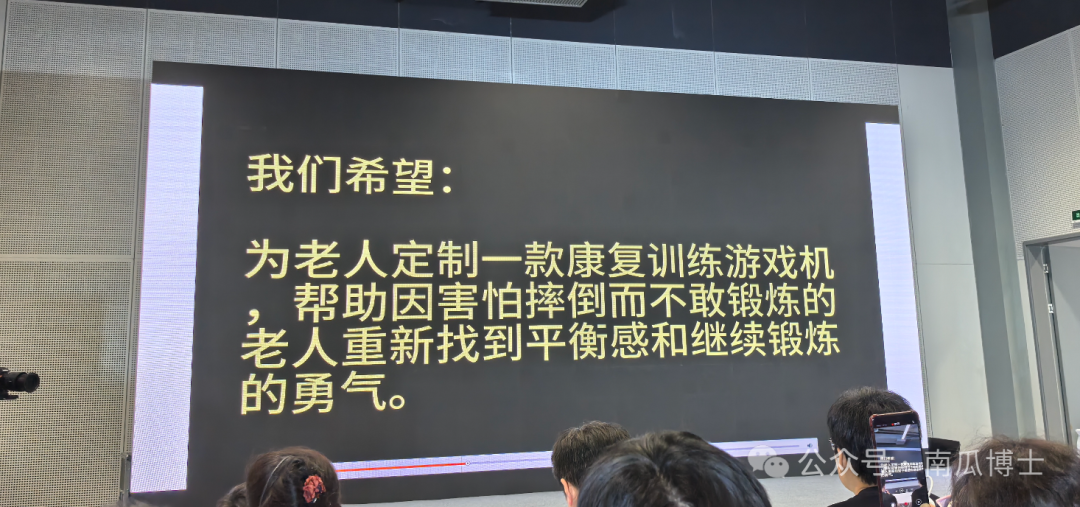 我们希望：
为老人定制一款康复训练游戏机
，帮助因害怕摔倒而不敢锻炼的
老人重新找到平衡感和继续锻炼
的勇气。
公众号 南瓜博士